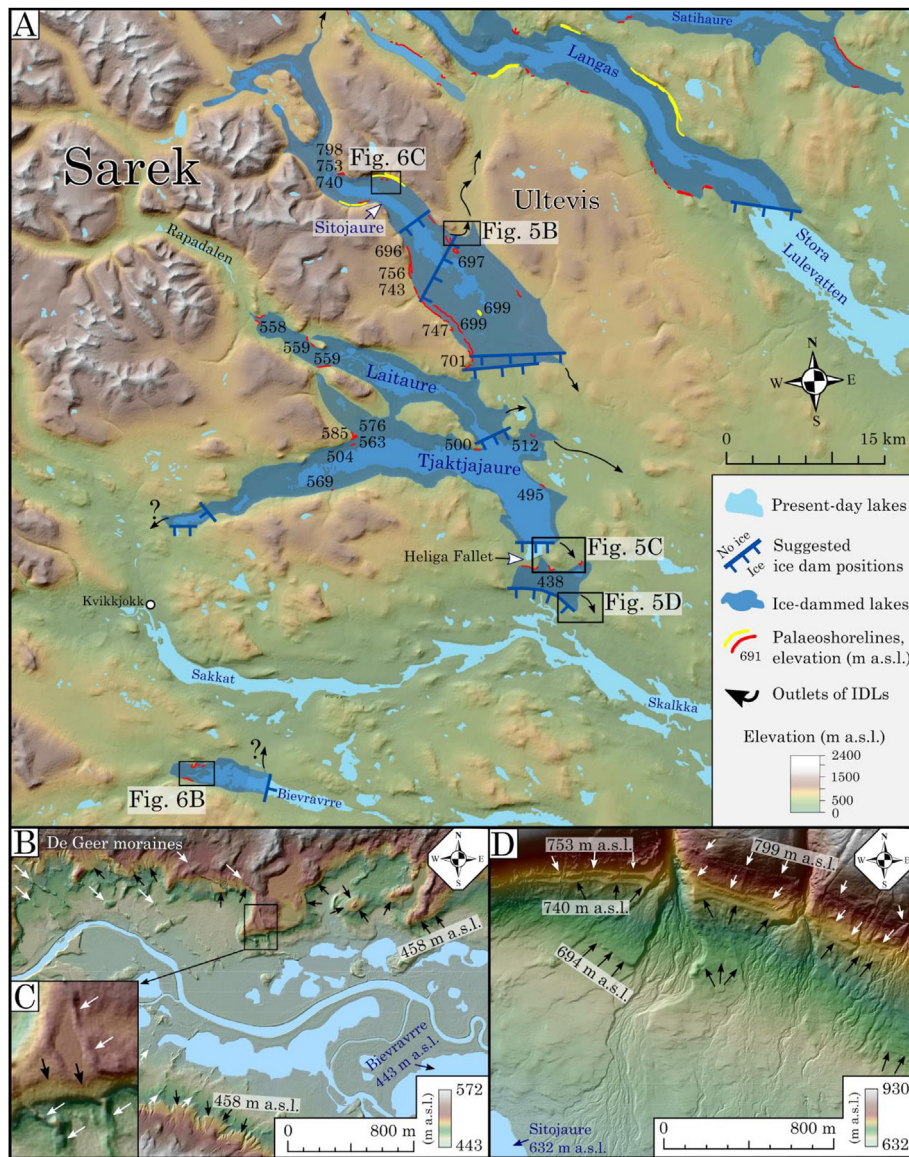 A
Satihaure
Langas
798
753
740
Fig. 6C
Sarek
Ultevis
Sitojaure
Fig. 5B
Rapadalen
696
697
756
743
Stora
Lulevatten
699
747
699
558
559
559
701
N
W
E
S
Laitaure
0
15 km
585
576
563
504
500
512
Tjaktjajaure
569
495
?
Present-day lakes
No ice
Ice
Suggested
ice dam positions
Heliga Fallet
Fig. 5C
438
Fig. 5D
Ice-dammed lakes
Kvikkjokk
Palaeoshorelines,
elevation (m a.s.l.)
691
Sakkat
Skalkka
Outlets of IDLs
Elevation (m a.s.l.)
2400
1500
500
0
?
Fig. 6B
Bievravrre
B
De Geer moraines
N
W
E
S
458 m a.s.l.
C
Bievravrre
443 m a.s.l.
458 m a.s.l.
0
800 m
(m a.s.l.)
572
443
D
753 m a.s.l.
799 m a.s.l.
N
W
E
S
740 m a.s.l.
694 m a.s.l.
Sitojaure
632 m a.s.l.
0
800 m
(m a.s.l.)
930
632